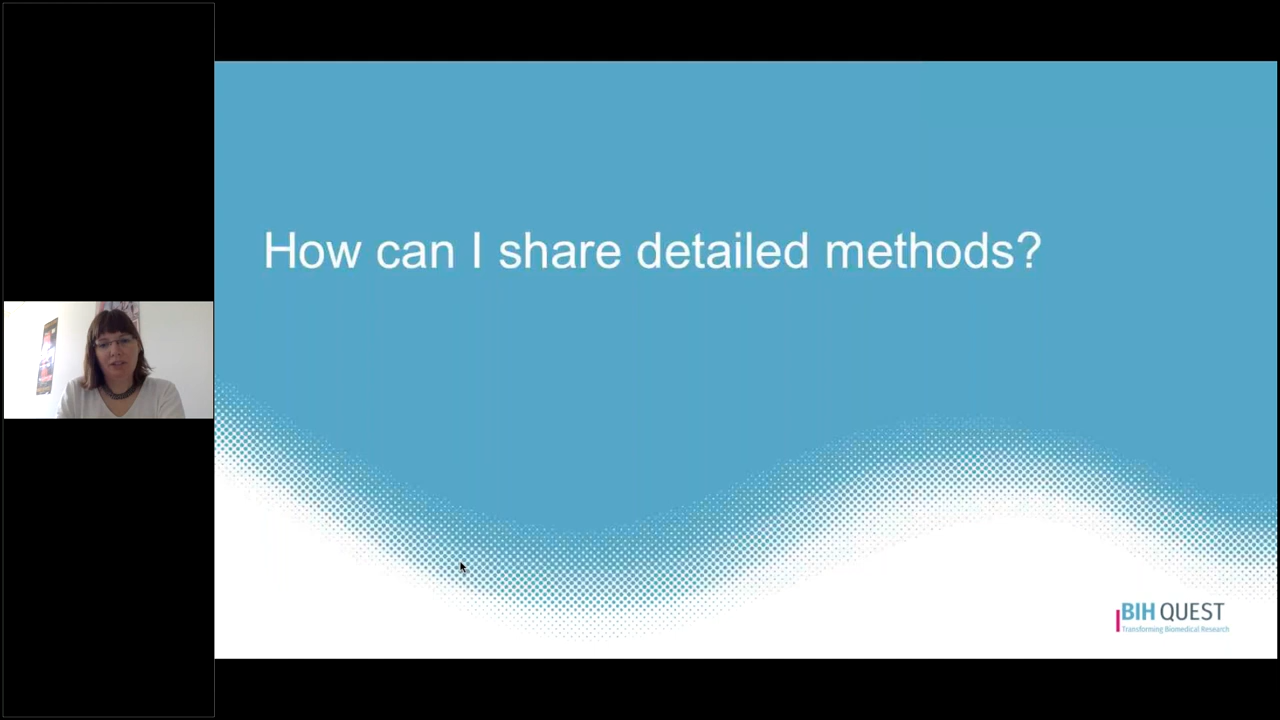 How can I share detailed methods?
BIH QUEST
Transforming Biomedical Research